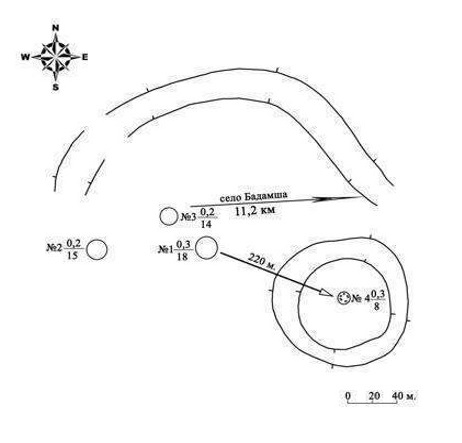 N
W E
S
село Бадамша
11,2 км
№3 0,2
14
№2 0,2
15
№1 0,3
18
220 м.
№ 4 0,3
8
0 20 40 м.